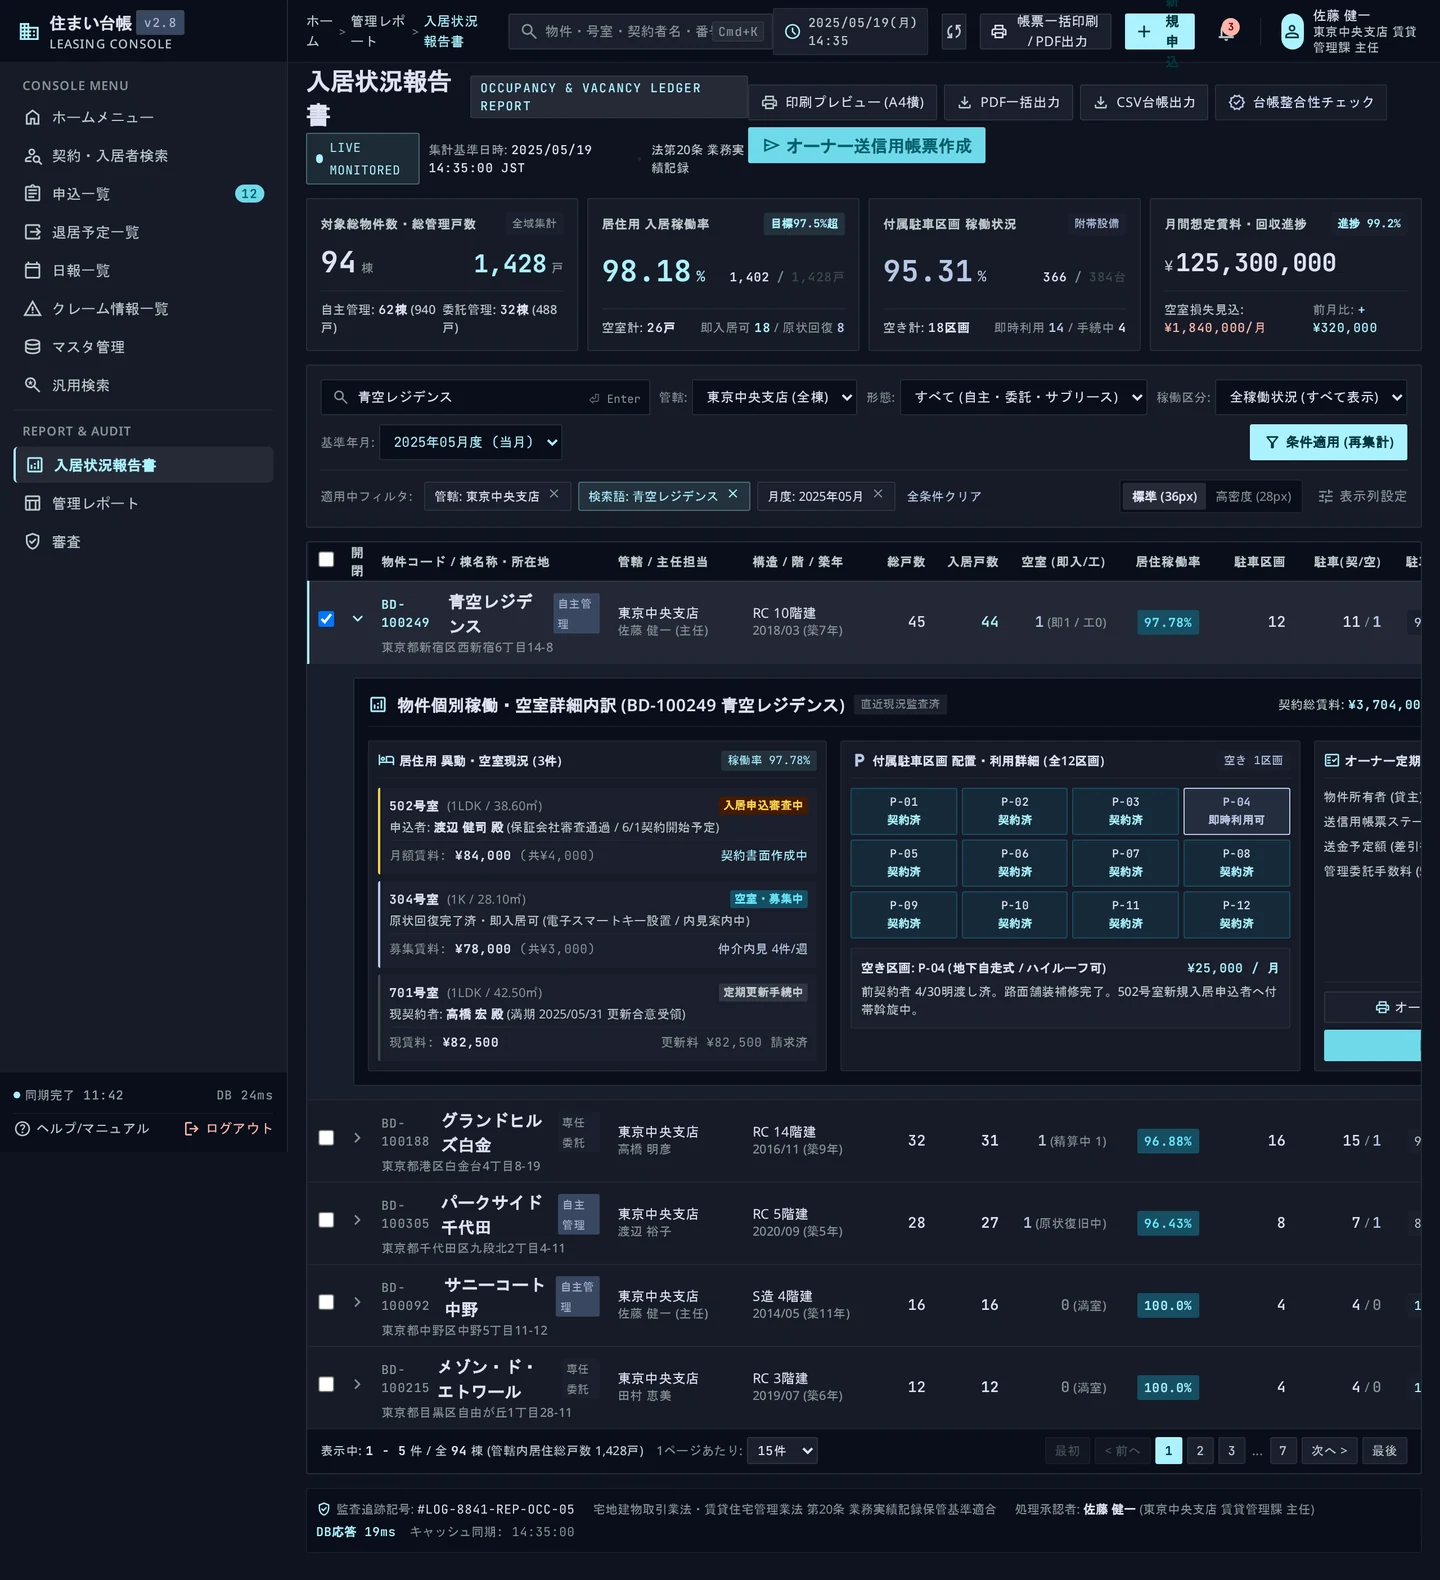 住まい台帳 v2.8
LEASING CONSOLE
ホーム > 管理レポート > 入居状況報告書
物件・号室・契約者名・番 Cmd+K
2025/05/19(月) 14:35
帳票一括印刷 / PDF出力
新規申込
3
佐藤 健一
東京中央支店 賃貸管理課 主任
CONSOLE MENU
ホームメニュー
契約・入居者検索
申込一覧 12
退居予定一覧
日報一覧
クレーム情報一覧
マスタ管理
汎用検索
REPORT & AUDIT
入居状況報告書
管理レポート
審査
同期完了 11:42 DB 24ms
ヘルプ/マニュアル ログアウト
入居状況報告書
OCCUPANCY & VACANCY LEDGER REPORT
LIVE MONITORED
集計基準日時: 2025/05/19 14:35:00 JST
法第20条 業務実績記録
印刷プレビュー (A4横)
PDF一括出力
CSV台帳出力
台帳整合性チェック
オーナー送信用帳票作成
対象総物件数・総管理戸数 全域集計
94 棟 1,428 戸
自主管理: 62棟 (940戸) 委託管理: 32棟 (488戸)
居住用 入居稼働率 目標97.5%超
98.18 % 1,402 / 1,428戸
空室計: 26戸 即入居可 18 / 原状回復 8
付属駐車区画 稼働状況 附帯設備
95.31 % 366 / 384台
空き計: 18区画 即時利用 14 / 手続中 4
月間想定賃料・回収進捗 進捗 99.2%
¥125,300,000
空室損失見込: ¥1,840,000/月 前月比: +¥320,000
青空レジデンス Enter
管轄: 東京中央支店 (全棟)
形態: すべて (自主・委託・サブリース)
稼働区分: 全稼働状況 (すべて表示)
基準年月: 2025年05月度 (当月)
条件適用 (再集計)
適用中フィルタ: 管轄: 東京中央支店 × 検索語: 青空レジデンス × 月度: 2025年05月 × 全条件クリア
標準 (36px) 高密度 (28px) 表示列設定
開閉 物件コード / 棟名称・所在地 管轄 / 主任担当 構造 / 階 / 築年 総戸数 入居戸数 空室 (即入/工) 居住稼働率 駐車区画 駐車(契/空)
BD-100249 青空レジデンス 自主管理 東京都新宿区西新宿6丁目14-8 東京中央支店 佐藤 健一 (主任) RC 10階建 2018/03 (築7年) 45 44 1 (即1 / 工0) 97.78% 12 11 / 1 9
物件個別稼働・空室詳細内訳 (BD-100249 青空レジデンス) 直近現況監査済
契約総賃料: ¥3,704,00
居住用 異動・空室現況 (3件) 稼働率 97.78%
502号室 (1LDK / 38.60㎡) 入居申込審査中
申込者: 渡辺 健司 殿 (保証会社審査通過 / 6/1契約開始予定)
月額賃料: ¥84,000 (共¥4,000) 契約書面作成中
304号室 (1K / 28.10㎡) 空室・募集中
原状回復完了済・即入居可 (電子スマートキー設置 / 内見案内中)
募集賃料: ¥78,000 (共¥3,000) 仲介内見 4件/週
701号室 (1LDK / 42.50㎡) 定期更新手続中
現契約者: 高橋 宏 殿 (満期 2025/05/31 更新合意受領)
現賃料: ¥82,500 更新料 ¥82,500 請求済
P 付属駐車区画 配置・利用詳細 (全12区画) 空き 1区画
P-01 契約済 P-02 契約済 P-03 契約済 P-04 即時利用可
P-05 契約済 P-06 契約済 P-07 契約済 P-08 契約済
P-09 契約済 P-10 契約済 P-11 契約済 P-12 契約済
空き区画: P-04 (地下自走式 / ハイルーフ可) ¥25,000 / 月
前契約者 4/30明渡し済。路面舗装補修完了。502号室新規入居申込者へ付帯斡旋中。
オーナー定期
物件所有者 (貸主)
送信用帳票ステー
送金予定額 (差引
管理委託手数料 (
オー
BD-100188 グランドヒルズ白金 専任委託 東京都港区白金台4丁目8-19 東京中央支店 高橋 明彦 RC 14階建 2016/11 (築9年) 32 31 1 (精算中 1) 96.88% 16 15 / 1 9
BD-100305 パークサイド千代田 自主管理 東京都千代田区九段北2丁目4-11 東京中央支店 渡辺 裕子 RC 5階建 2020/09 (築5年) 28 27 1 (原状復旧中) 96.43% 8 7 / 1 8
BD-100092 サニーコート中野 自主管理 東京都中野区中野5丁目11-12 東京中央支店 佐藤 健一 (主任) S造 4階建 2014/05 (築11年) 16 16 0 (満室) 100.0% 4 4 / 0 1
BD-100215 メゾン・ド・エトワール 専任委託 東京都目黒区自由が丘1丁目28-11 東京中央支店 田村 恵美 RC 3階建 2019/07 (築6年) 12 12 0 (満室) 100.0% 4 4 / 0 1
表示中: 1 - 5 件 / 全 94 棟 (管轄内居住総戸数 1,428戸) 1ページあたり: 15件
最初 < 前へ 1 2 3 ... 7 次へ > 最後
監査追跡記号: #LOG-8841-REP-OCC-05 宅地建物取引業法・賃貸住宅管理業法 第20条 業務実績記録保管基準適合 処理承認者: 佐藤 健一 (東京中央支店 賃貸管理課 主任)
DB応答 19ms キャッシュ同期: 14:35:00